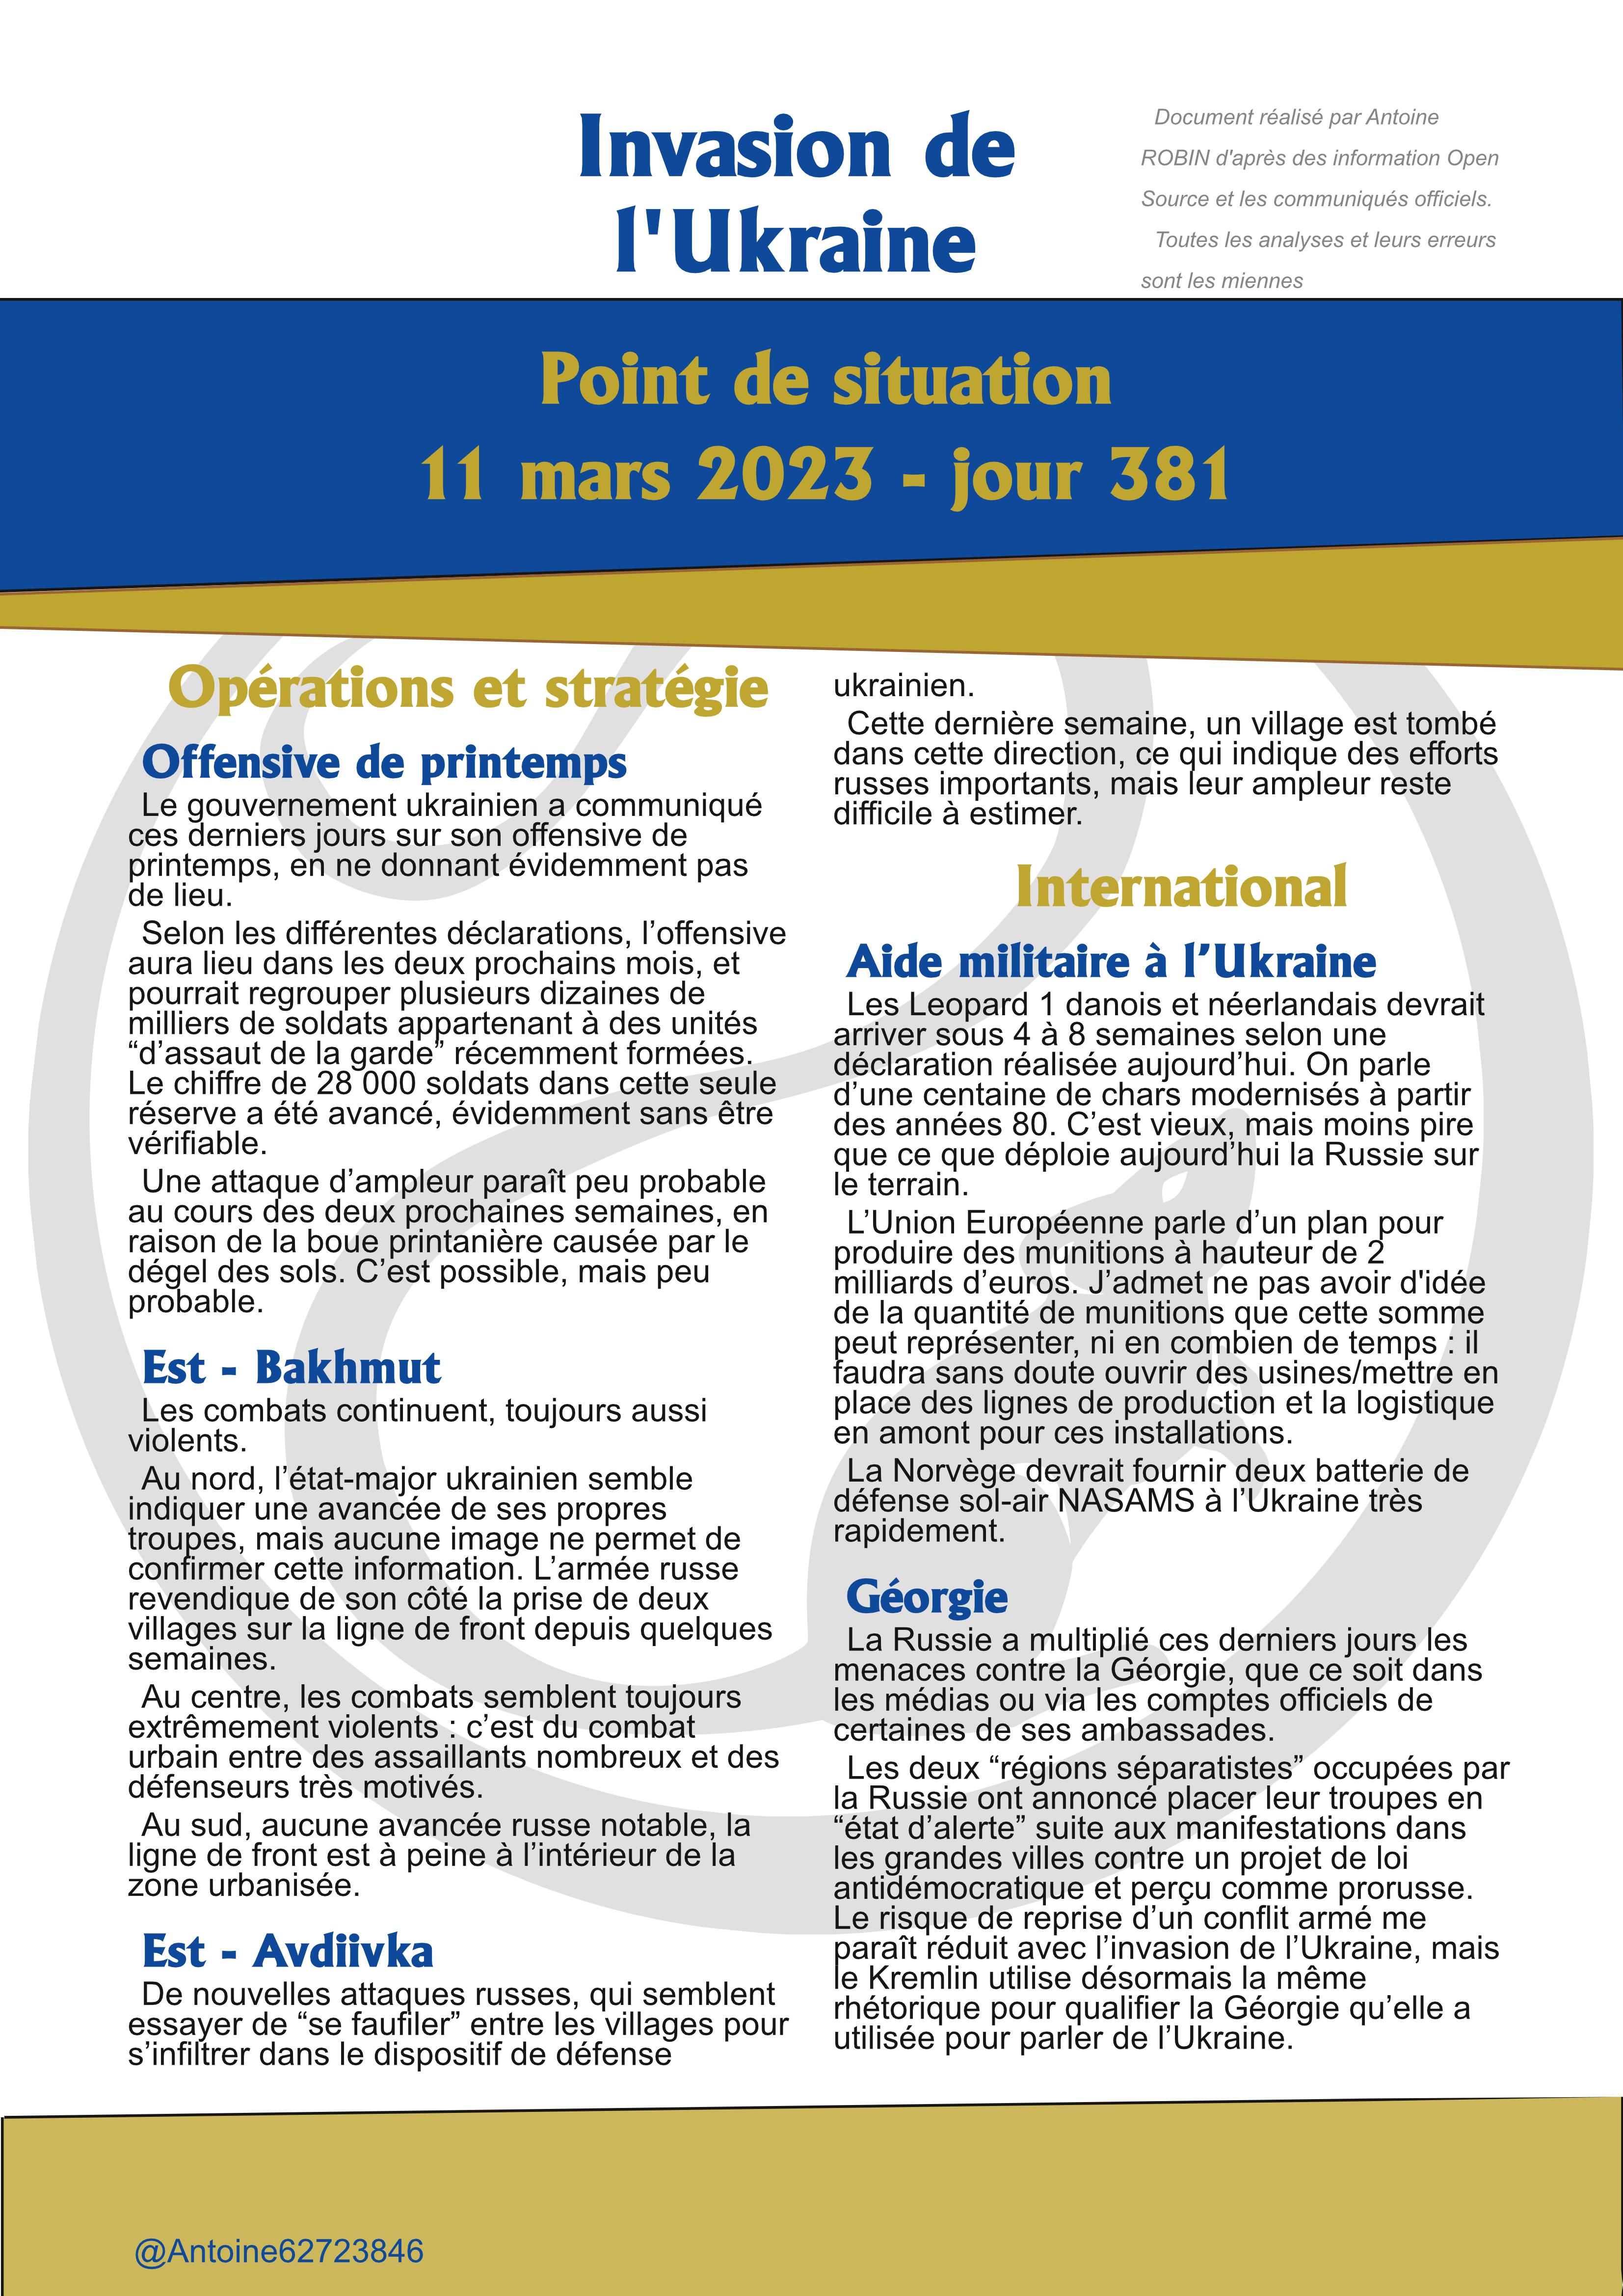 Invasion de
l'Ukraine
Document réalisé par Antoine
ROBIN d'après des information Open
Source et les communiqués officiels.
Toutes les analyses et leurs erreurs
sont les miennes
Point de situation
11 mars 2023 - jour 381
Opérations et stratégie
Offensive de printemps
Le gouvernement ukrainien a communiqué
ces derniers jours sur son offensive de
printemps, en ne donnant évidemment pas
de lieu.
Selon les différentes déclarations, l’offensive
aura lieu dans les deux prochains mois, et
pourrait regrouper plusieurs dizaines de
milliers de soldats appartenant à des unités
“d’assaut de la garde” récemment formées.
Le chiffre de 28 000 soldats dans cette seule
réserve a été avancé, évidemment sans être
vérifiable.
Une attaque d’ampleur paraît peu probable
au cours des deux prochaines semaines, en
raison de la boue printanière causée par le
dégel des sols. C’est possible, mais peu
probable.
Est - Bakhmut
Les combats continuent, toujours aussi
violents.
Au nord, l’état-major ukrainien semble
indiquer une avancée de ses propres
troupes, mais aucune image ne permet de
confirmer cette information. L’armée russe
revendique de son côté la prise de deux
villages sur la ligne de front depuis quelques
semaines.
Au centre, les combats semblent toujours
extrêmement violents : c’est du combat
urbain entre des assaillants nombreux et des
défenseurs très motivés.
Au sud, aucune avancée russe notable, la
ligne de front est à peine à l’intérieur de la
zone urbanisée.
Est - Avdiivka
De nouvelles attaques russes, qui semblent
essayer de “se faufiler” entre les villages pour
s’infiltrer dans le dispositif de défense
ukrainien.
Cette dernière semaine, un village est tombé
dans cette direction, ce qui indique des efforts
russes importants, mais leur ampleur reste
difficile à estimer.
International
Aide militaire à l’Ukraine
Les Leopard 1 danois et néerlandais devrait
arriver sous 4 à 8 semaines selon une
déclaration réalisée aujourd’hui. On parle
d’une centaine de chars modernisés à partir
des années 80. C’est vieux, mais moins pire
que ce que déploie aujourd’hui la Russie sur
le terrain.
L’Union Européenne parle d’un plan pour
produire des munitions à hauteur de 2
milliards d’euros. J’admet ne pas avoir d'idée
de la quantité de munitions que cette somme
peut représenter, ni en combien de temps : il
faudra sans doute ouvrir des usines/mettre en
place des lignes de production et la logistique
en amont pour ces installations.
La Norvège devrait fournir deux batterie de
défense sol-air NASAMS à l’Ukraine très
rapidement.
Géorgie
La Russie a multiplié ces derniers jours les
menaces contre la Géorgie, que ce soit dans
les médias ou via les comptes officiels de
certaines de ses ambassades.
Les deux “régions séparatistes” occupées par
la Russie ont annoncé placer leur troupes en
“état d’alerte” suite aux manifestations dans
les grandes villes contre un projet de loi
antidémocratique et perçu comme prorusse.
Le risque de reprise d’un conflit armé me
paraît réduit avec l’invasion de l’Ukraine, mais
le Kremlin utilise désormais la même
rhétorique pour qualifier la Géorgie qu’elle a
utilisée pour parler de l’Ukraine.
@Antoine62723846